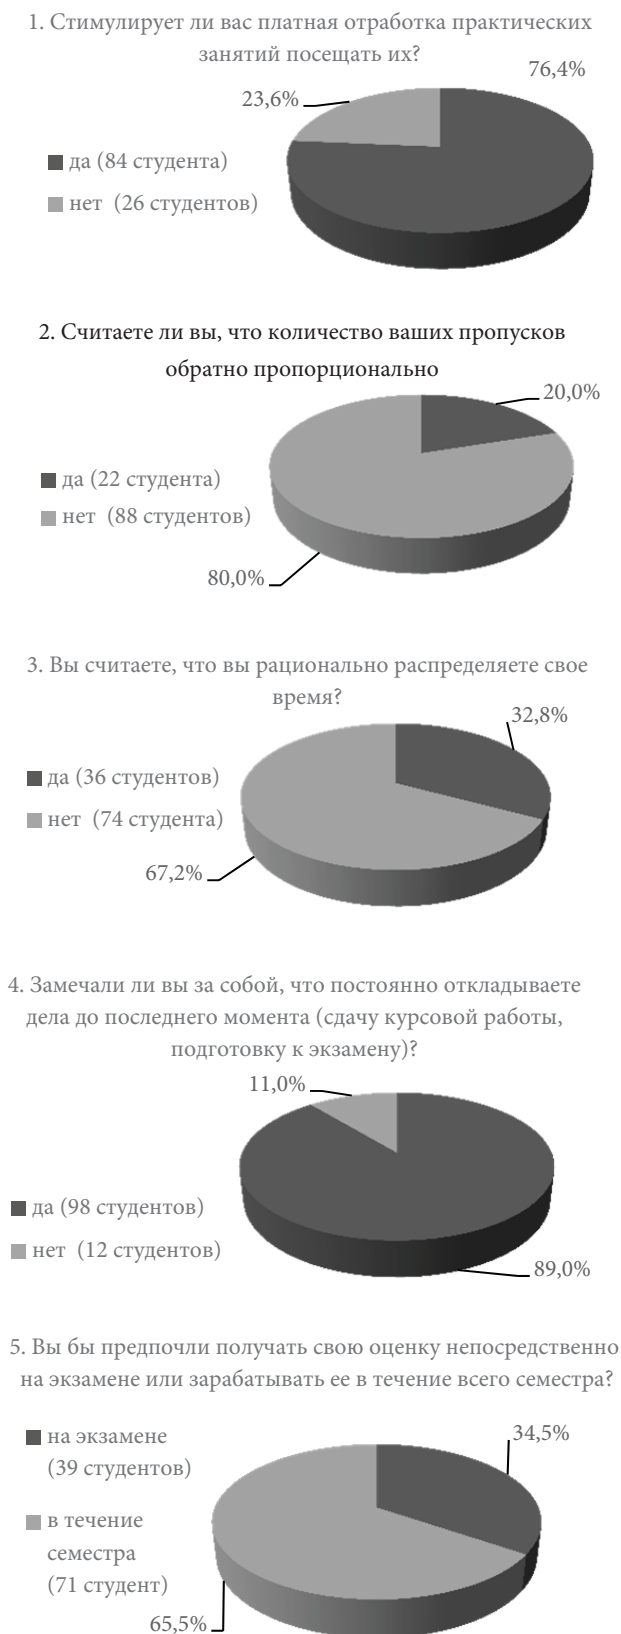 1. Стимулирует ли вас платная отработка практических
занятий посещать их?
76,4%
23,6%
да (84 студента)
нет (26 студентов)
2. Считаете ли вы, что количество ваших пропусков
обратно пропорционально
20,0%
да (22 студента)
нет (88 студентов)
80,0%
3. Вы считаете, что вы рационально распределяете свое
время?
32,8%
да (36 студентов)
нет (74 студента)
67,2%
4. Замечали ли вы за собой, что постоянно откладываете
дела до последнего момента (сдачу курсовой работы,
подготовку к экзамену)?
11,0%
да (98 студентов)
нет (12 студентов)
89,0%
5. Вы бы предпочли получать свою оценку непосредственно
на экзамене или зарабатывать ее в течение всего семестра?
34,5%
на экзамене
(39 студентов)
в течение
семестра
(71 студент)
65,5%